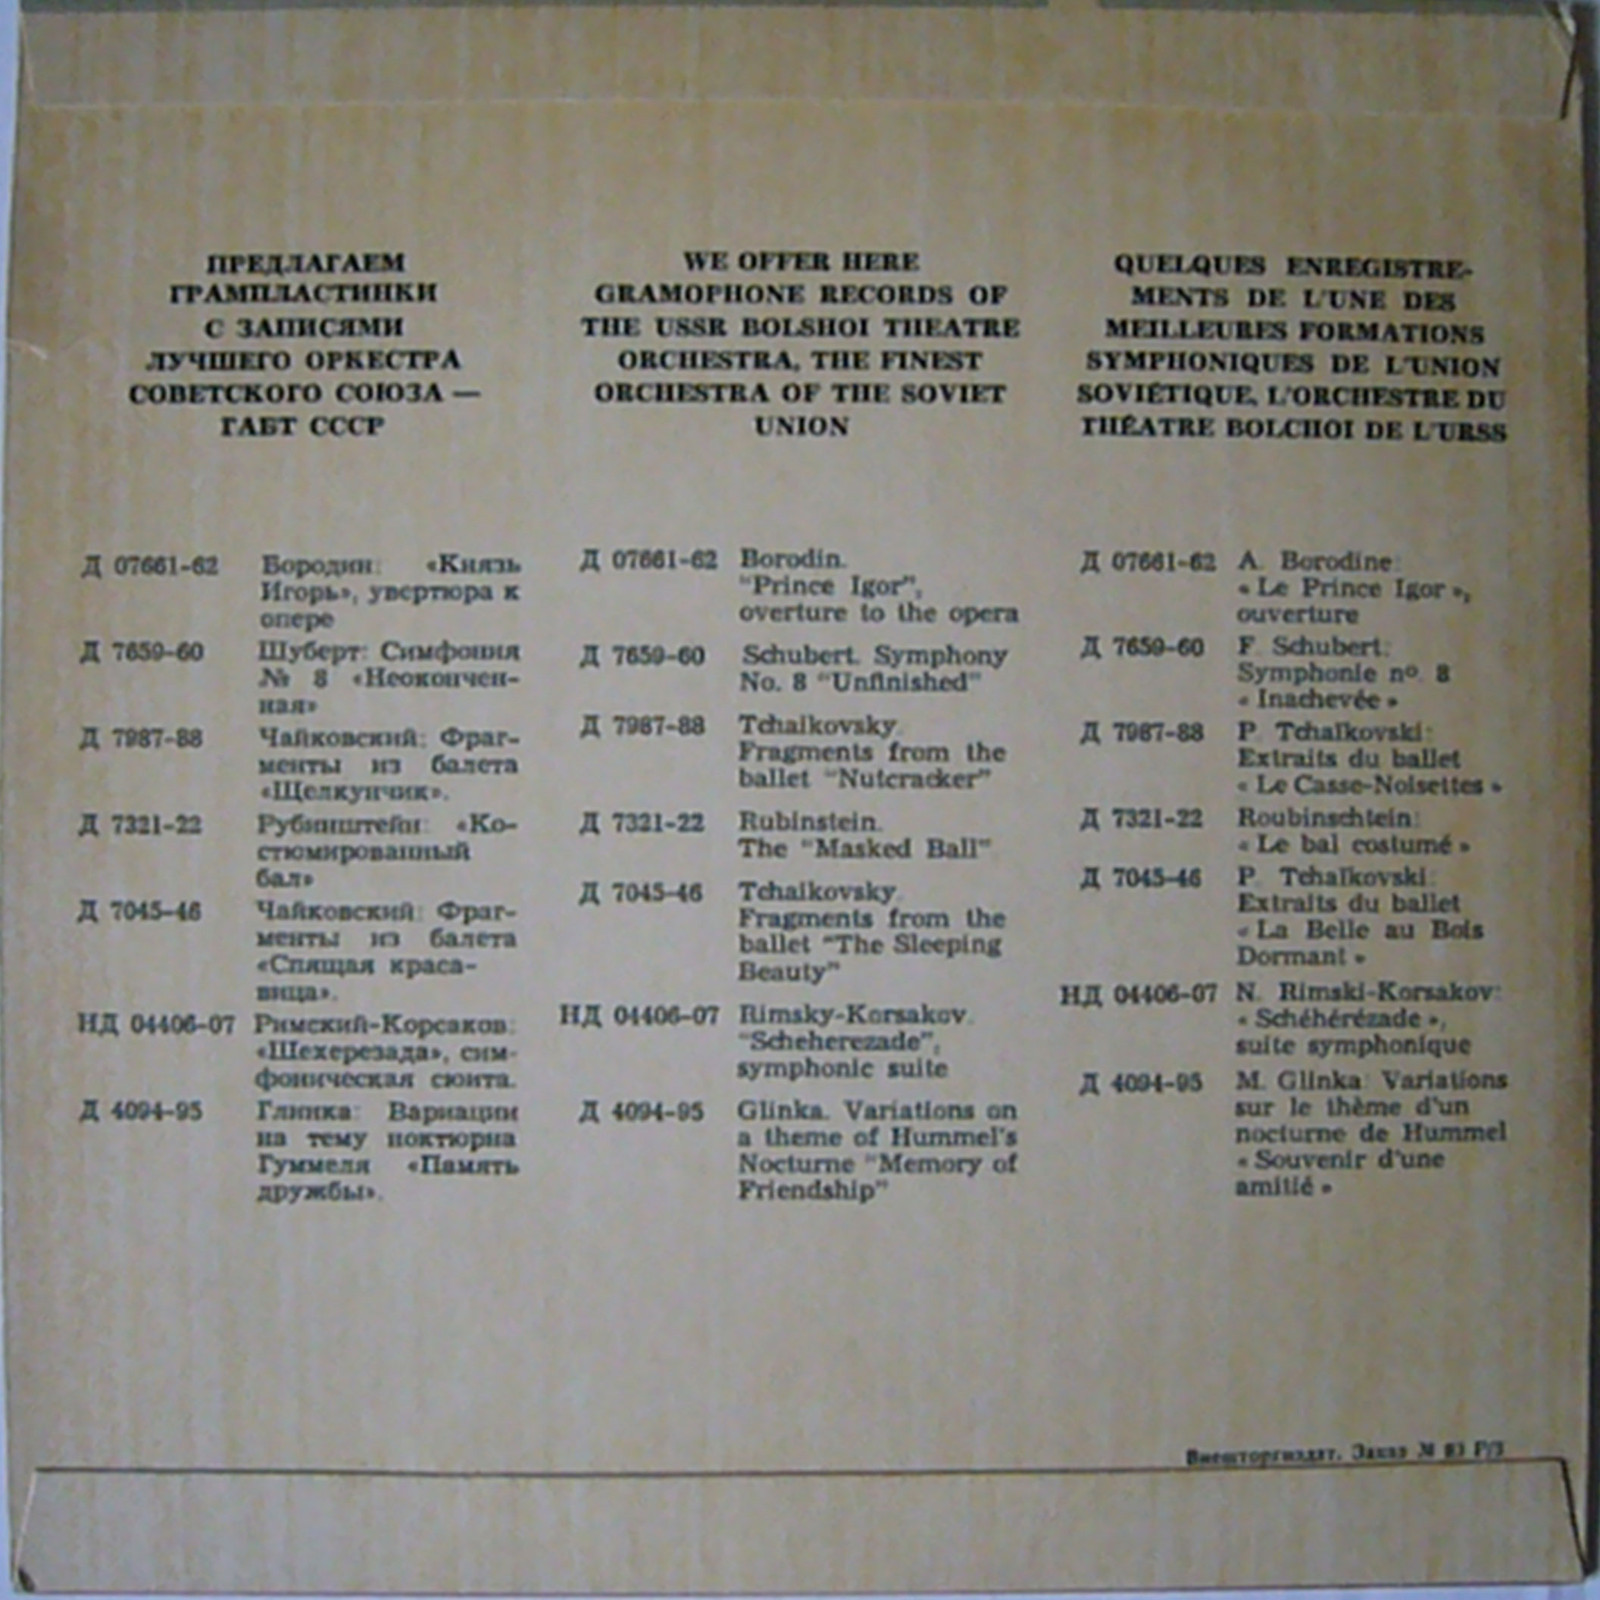 ПРЕДЛАГАЕМ
ГРАМПЛАСТИНКИ
С ЗАПИСЯМИ
ЛУЧШЕГО ОРКЕСТРА
СОВЕТСКОГО СОЮЗА —
ГАБТ СССР
Д 07661-62 Бородин: «Князь
Игорь», увертюра к
опере
Д 7659-60 Шуберт: Симфония
№ 8 «Неокончен-
ная»
Д 7987-88 Чайковский: Фраг-
менты из балета
«Щелкунчик».
Д 7321-22 Рубинштейн: «Ко-
стюмированный
бал»
Д 7045-46 Чайковский: Фраг-
менты из балета
«Спящая краса-
вица».
НД 04406-07 Римский-Корсаков:
«Шехерезада», сим-
фоническая сюита.
Д 4094-95 Глинка: Вариации
на тему ноктюрна
Гуммеля «Память
дружбы».
WE OFFER HERE
GRAMOPHONE RECORDS OF
THE USSR BOLSHOI THEATRE
ORCHESTRA, THE FINEST
ORCHESTRA OF THE SOVIET
UNION
Д 07661-62 Borodin.
"Prince Igor",
overture to the opera
Д 7659-60 Schubert. Symphony
No. 8 "Unfinished"
Д 7987-88 Tchaikovsky.
Fragments from the
ballet "Nutcracker"
Д 7321-22 Rubinstein.
The "Masked Ball"
Д 7045-46 Tchaikovsky.
Fragments from the
ballet "The Sleeping
Beauty"
НД 04406-07 Rimsky-Korsakov.
"Scheherezade",
symphonic suite
Д 4094-95 Glinka. Variations on
a theme of Hummel's
Nocturne "Memory of
Friendship"
QUELQUES ENREGISTRE-
MENTS DE L'UNE DES
MEILLEURES FORMATIONS
SYMPHONIQUES DE L'UNION
SOVIÉTIQUE, L'ORCHESTRE DU
THÉATRE BOLCHOI DE L'URSS
Д 07661-62 A. Borodine:
« Le Prince Igor »,
ouverture
Д 7659-60 F. Schubert:
Symphonie nº 8
« Inachevée »
Д 7987-88 P. Tchaïkovski:
Extraits du ballet
« Le Casse-Noisettes »
Д 7321-22 Roubinschtein:
« Le bal costumé »
Д 7045-46 P. Tchaïkovski:
Extraits du ballet
« La Belle au Bois
Dormant »
НД 04406-07 N. Rimski-Korsakov:
« Schéhérézade »,
suite symphonique
Д 4094-95 M. Glinka: Variations
sur le thème d'un
nocturne de Hummel
« Souvenir d'une
amitié »
Внешторгиздат. Заказ № 83 Р/3